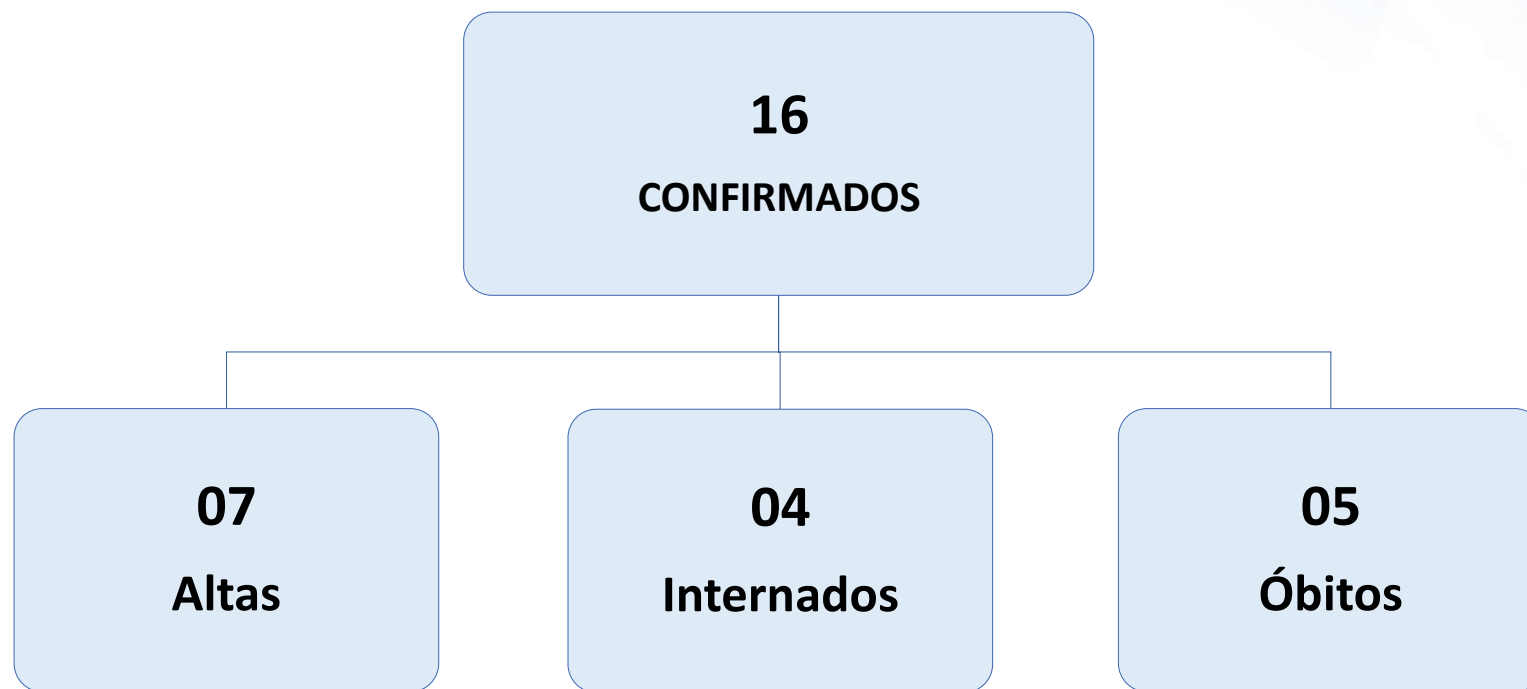 16
CONFIRMADOS
07
Altas
04
Internados
05
Óbitos